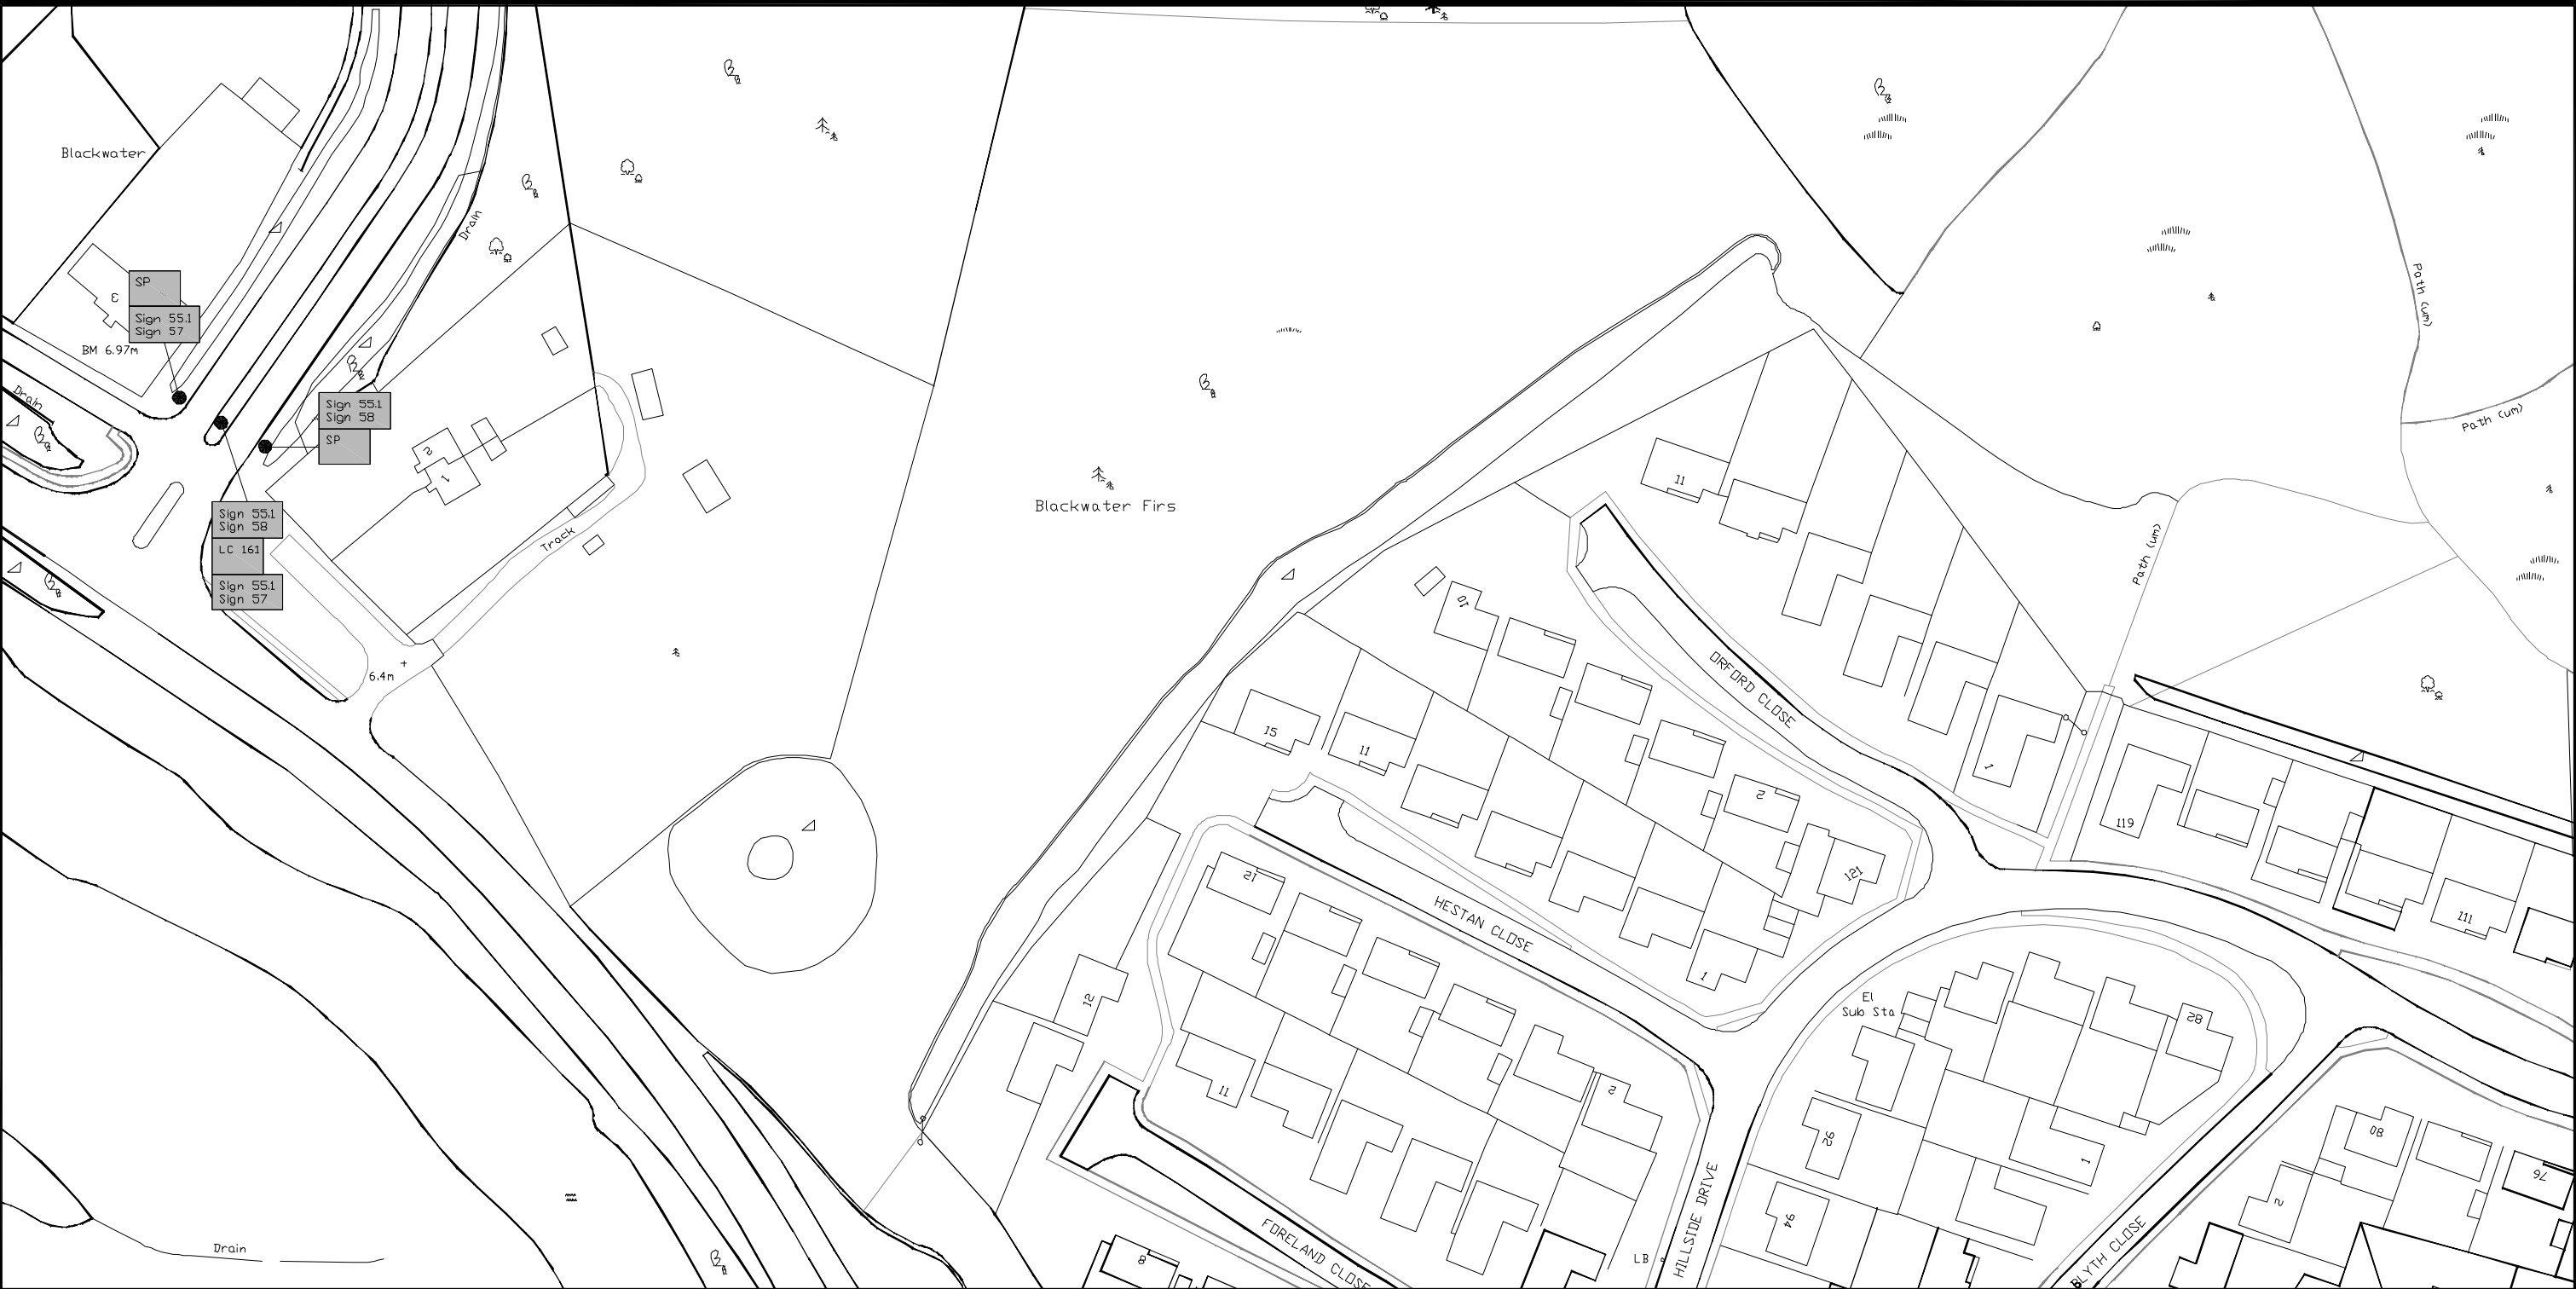 Blackwater
Drain
3
SP
Sign 55.1
Sign 57
BM 6.97m
Drain
Sign 55.1
Sign 58
SP
2
1
Sign 55.1
Sign 58
LC 161
Sign 55.1
Sign 57
Track
6.4m
Blackwater Firs
Path (um)
Path (um)
Path (um)
11
10
ORFORD CLOSE
15
11
2
1
119
121
111
21
HESTAN CLOSE
1
12
El
Sub Sta
28
11
2
92
80
1
76
94
2
HILLSIDE DRIVE
BLYTH CLOSE
FORELAND CLOSE
LB
8
Drain